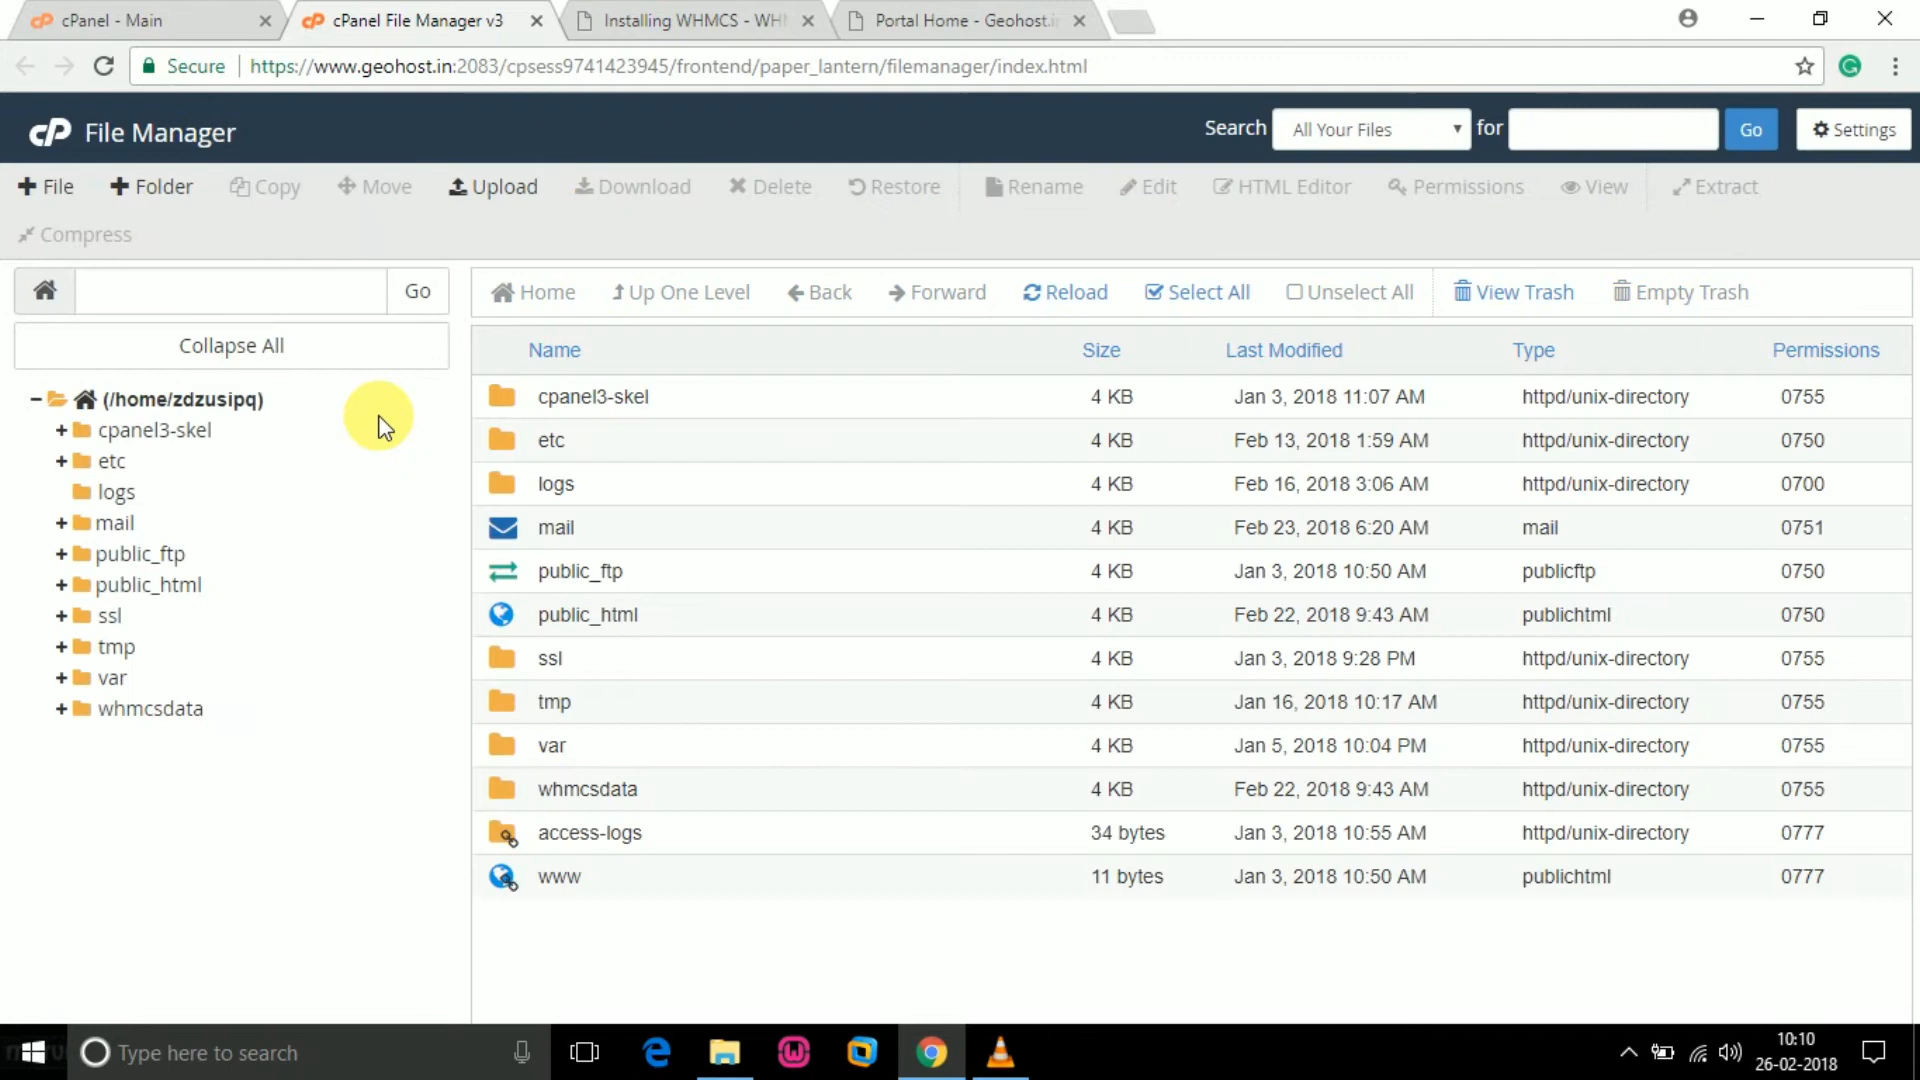 cPanel - Main
cPanel File Manager v3
Installing WHMCS - WH
Portal Home - Geohost.i
Secure
https://www.geohost.in:2083/cpsess9741423945/frontend/paper_lantern/filemanager/index.html
cP File Manager
Search
All Your Files
for
Go
Settings
File
Folder
Copy
Move
Upload
Download
Delete
Restore
Rename
Edit
HTML Editor
Permissions
View
Extract
Compress
Go
Home
Up One Level
Back
Forward
Reload
Select All
Unselect All
View Trash
Empty Trash
Collapse All
(/home/zdzusipq)
cpanel3-skel
etc
logs
mail
public_ftp
public_html
ssl
tmp
var
whmcsdata
Name Size Last Modified Type Permissions
cpanel3-skel 4 KB Jan 3, 2018 11:07 AM httpd/unix-directory 0755
etc 4 KB Feb 13, 2018 1:59 AM httpd/unix-directory 0750
logs 4 KB Feb 16, 2018 3:06 AM httpd/unix-directory 0700
mail 4 KB Feb 23, 2018 6:20 AM mail 0751
public_ftp 4 KB Jan 3, 2018 10:50 AM publicftp 0750
public_html 4 KB Feb 22, 2018 9:43 AM publichtml 0750
ssl 4 KB Jan 3, 2018 9:28 PM httpd/unix-directory 0755
tmp 4 KB Jan 16, 2018 10:17 AM httpd/unix-directory 0755
var 4 KB Jan 5, 2018 10:04 PM httpd/unix-directory 0755
whmcsdata 4 KB Feb 22, 2018 9:43 AM httpd/unix-directory 0755
access-logs 34 bytes Jan 3, 2018 10:55 AM httpd/unix-directory 0777
www 11 bytes Jan 3, 2018 10:50 AM publichtml 0777
Type here to search
10:10
26-02-2018